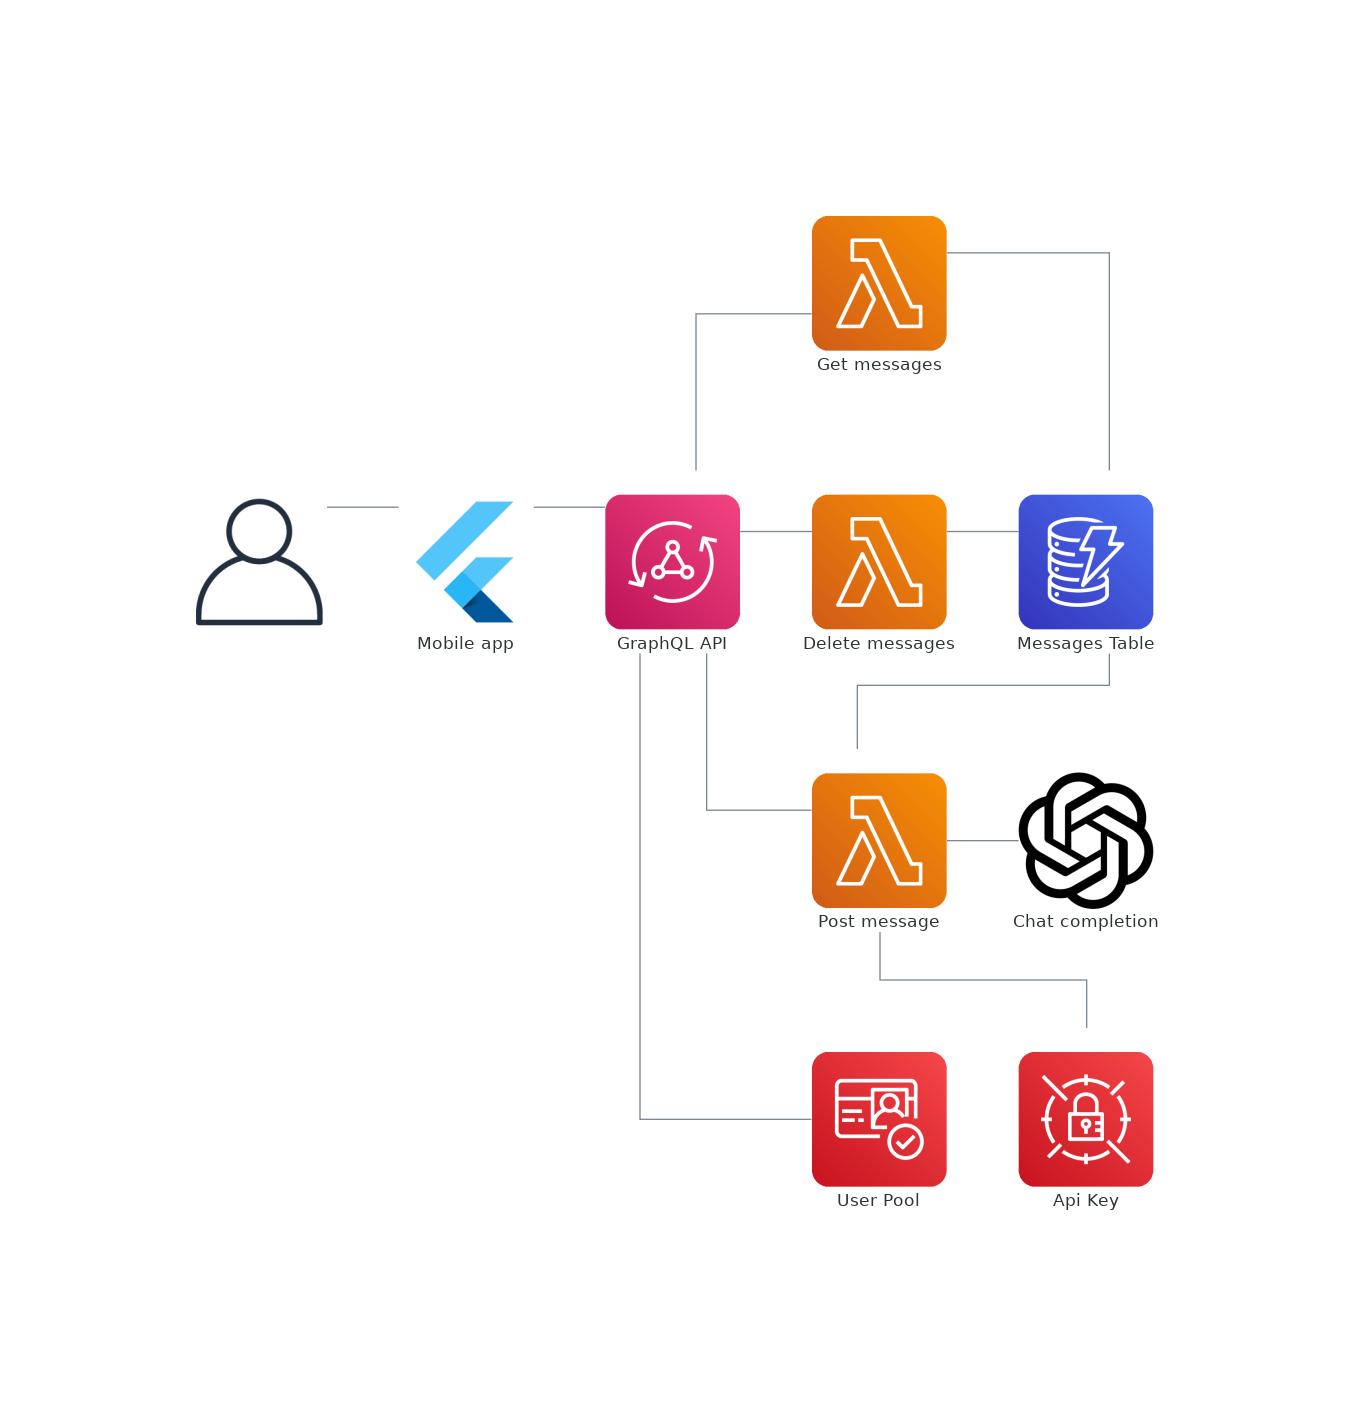 Get messages
Mobile app
GraphQL API
Delete messages
Messages Table
Post message
Chat completion
User Pool
Api Key